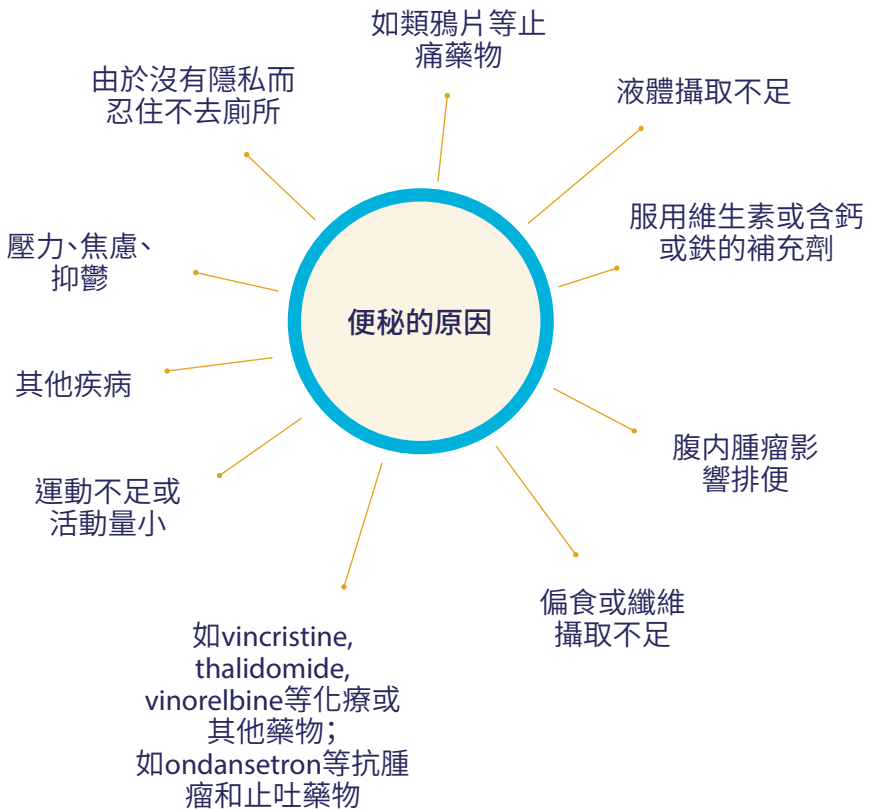 如類鴉片等止
痛藥物
由於沒有隱私而
忍住不去廁所
液體攝取不足
服用維生素或含鈣
或鉄的補充劑
壓力、焦慮、
抑鬱
便秘的原因
其他疾病
腹内腫瘤影
響排便
運動不足或
活動量小
偏食或纖維
攝取不足
如vincristine,
thalidomide,
vinorelbine等化療或
其他藥物；
如ondansetron等抗腫
瘤和止吐藥物